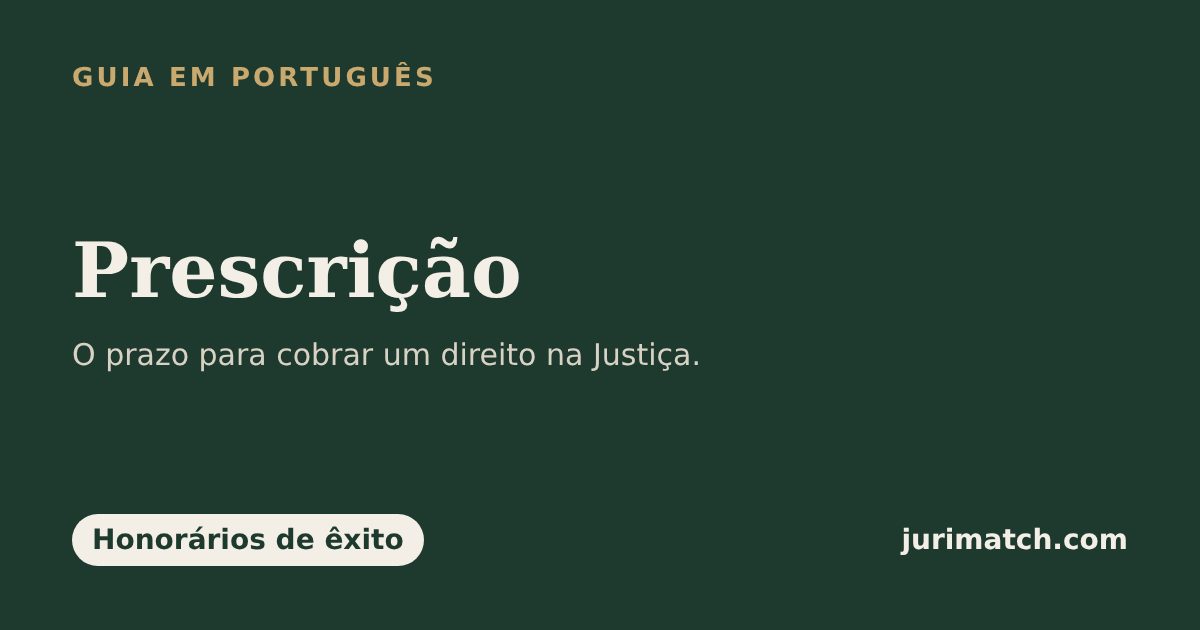 GUIA EM PORTUGUÊS
Prescrição
O prazo para cobrar um direito na Justiça.
Honorários de êxito
jurimatch.com